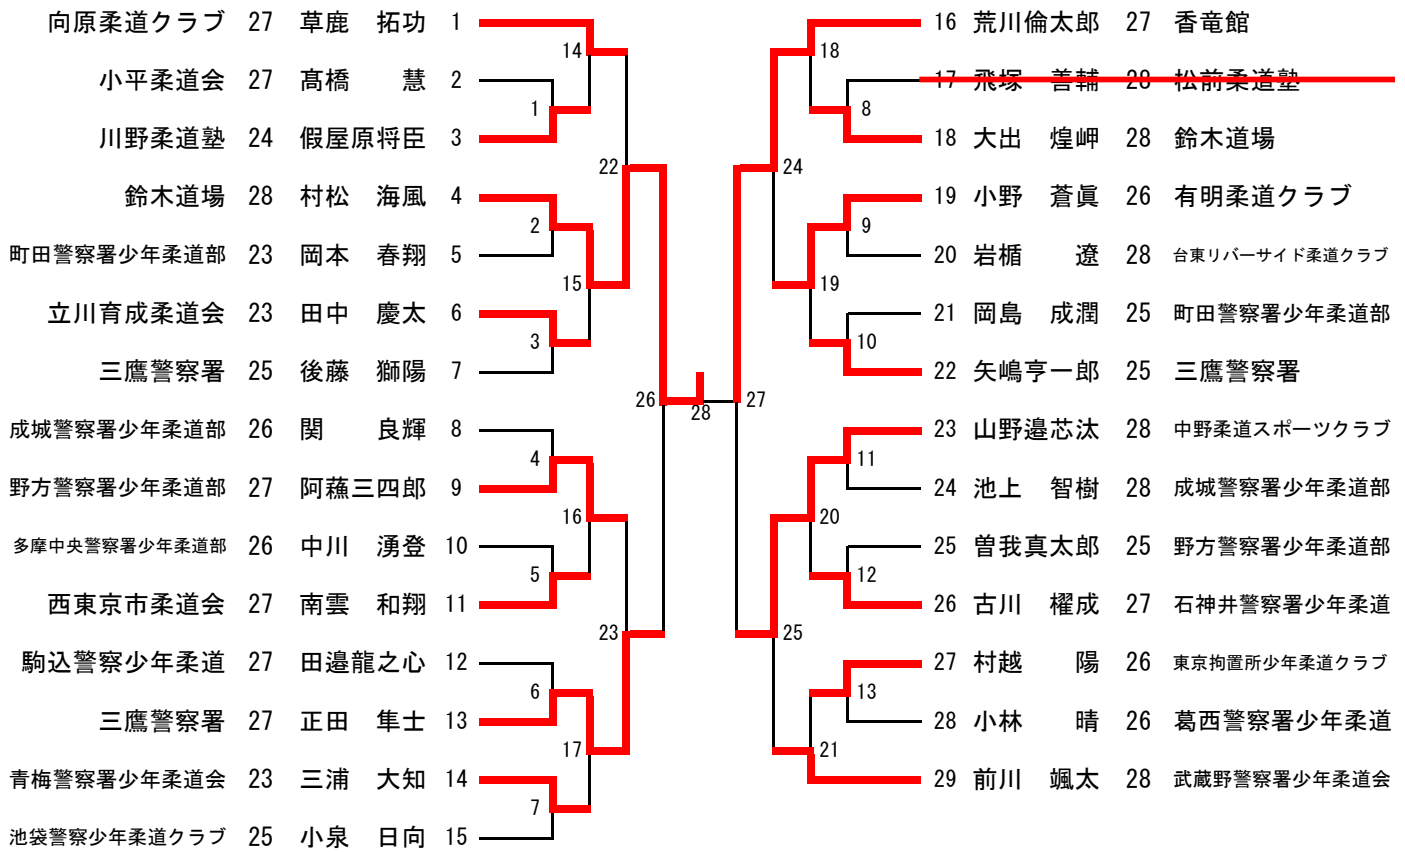 向原柔道クラブ 27 草鹿 拓功 1
小平柔道会 27 髙橋 慧 2
川野柔道塾 24 假屋原将臣 3
鈴木道場 28 村松 海風 4
町田警察署少年柔道部 23 岡本 春翔 5
立川育成柔道会 23 田中 慶太 6
三鷹警察署 25 後藤 獅陽 7
成城警察署少年柔道部 26 関 良輝 8
野方警察署少年柔道部 27 阿蕪三四郎 9
多摩中央警察署少年柔道部 26 中川 湧登 10
西東京市柔道会 27 南雲 和翔 11
駒込警察少年柔道 27 田邉龍之心 12
三鷹警察署 27 正田 隼士 13
青梅警察署少年柔道会 23 三浦 大知 14
池袋警察少年柔道クラブ 25 小泉 日向 15
14
1
22
2
15
3
26
4
16
5
23
6
17
7
28
18
8
24
9
19
10
27
11
20
12
25
13
21
16 荒川倫太郎 27 香竜館
17 飛塚 善輔 28 松前柔道塾
18 大出 煌岬 28 鈴木道場
19 小野 蒼眞 26 有明柔道クラブ
20 岩楯 遼 28 台東リバーサイド柔道クラブ
21 岡島 成潤 25 町田警察署少年柔道部
22 矢嶋亨一郎 25 三鷹警察署
23 山野邉芯汰 28 中野柔道スポーツクラブ
24 池上 智樹 28 成城警察署少年柔道部
25 曽我真太郎 25 野方警察署少年柔道部
26 古川 櫂成 27 石神井警察署少年柔道
27 村越 陽 26 東京拘置所少年柔道クラブ
28 小林 晴 26 葛西警察署少年柔道
29 前川 颯太 28 武蔵野警察署少年柔道会